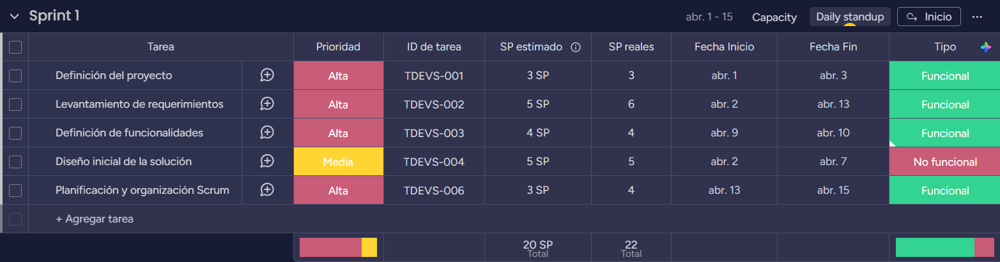 Sprint 1
abr. 1 - 15 Capacity Daily standup Inicio
Tarea Prioridad ID de tarea SP estimado SP reales Fecha Inicio Fecha Fin Tipo
Definición del proyecto Alta TDEVS-001 3 SP 3 abr. 1 abr. 3 Funcional
Levantamiento de requerimientos Alta TDEVS-002 5 SP 6 abr. 2 abr. 13 Funcional
Definición de funcionalidades Alta TDEVS-003 4 SP 4 abr. 9 abr. 10 Funcional
Diseño inicial de la solución Media TDEVS-004 5 SP 5 abr. 2 abr. 7 No funcional
Planificación y organización Scrum Alta TDEVS-006 3 SP 4 abr. 13 abr. 15 Funcional
+ Agregar tarea
20 SP 22
Total Total